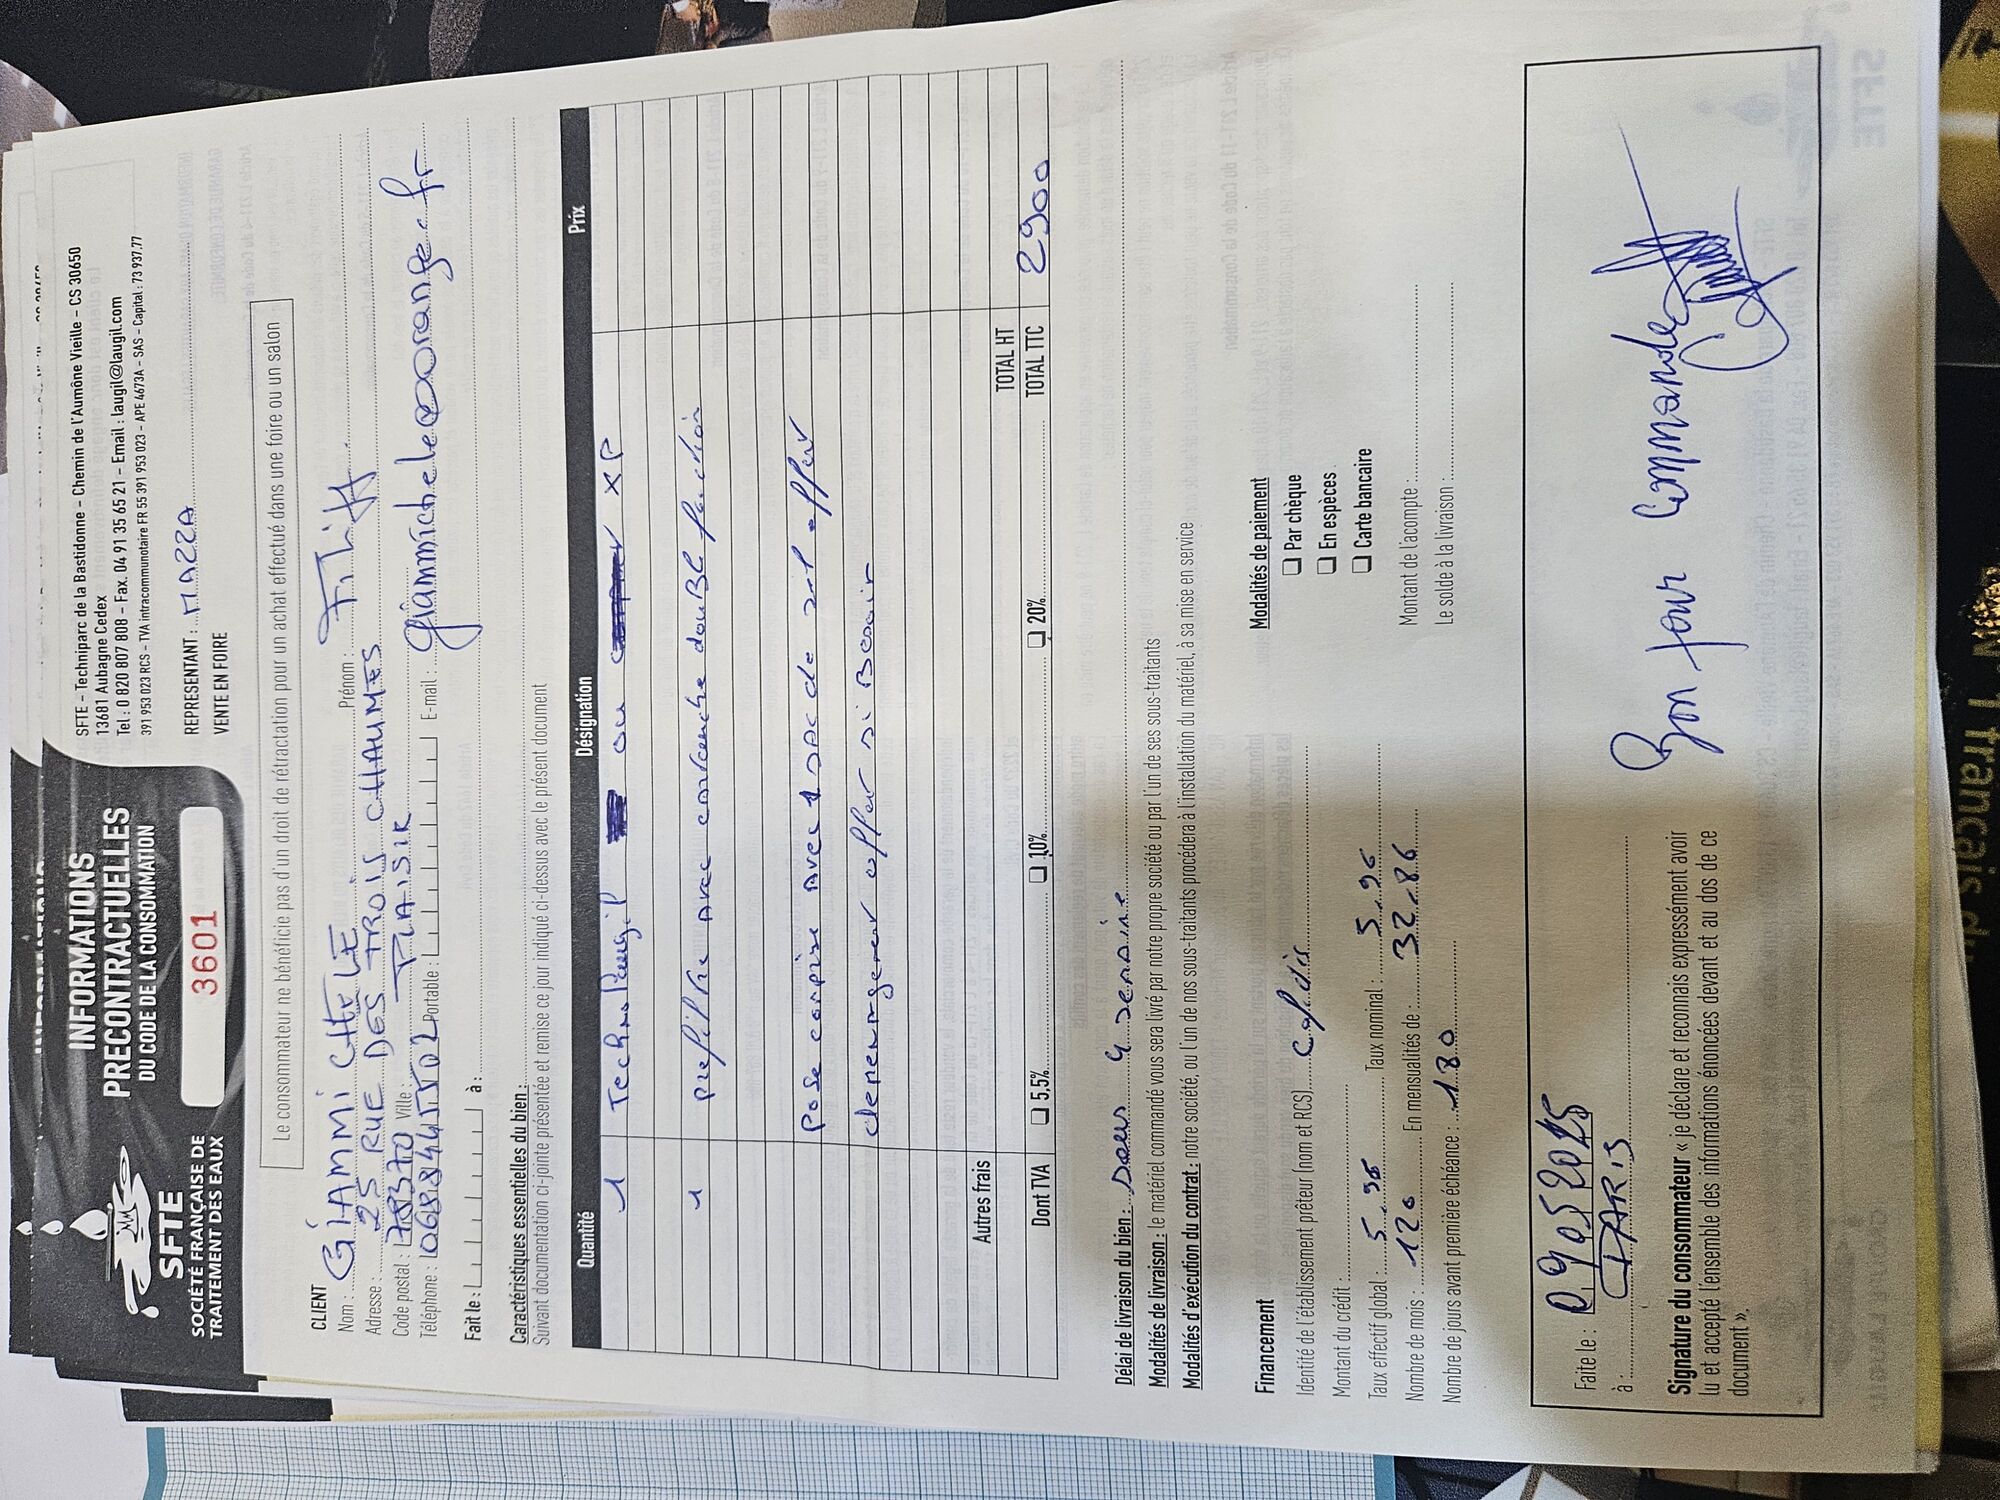 INFORMATIONS
PRECONTRACTUELLES
DU CODE DE LA CONSOMMATION
3601
SFTE
SOCIÉTÉ FRANÇAISE DE
TRAITEMENT DES EAUX
SFTE - Techniparc de la Bastidonne - Chemin de l'Aumône Vieille - CS 30650
13681 Aubagne Cedex
Tel : 0 820 807 808 - Fax. 04 91 35 65 21 - Email : laugil@laugil.com
391 953 023 RCS - TVA intracommunotaire FR 55 391 953 023 - APE 4673A - SAS - Capital : 73 937.77
REPRESENTANT : MAZZA
VENTE EN FOIRE
Le consommateur ne bénéficie pas d'un droit de rétractation pour un achat effectué dans une foire ou un salon
CLIENT
Nom : GIAMMICHELE Prénom :
Adresse : 25 RUE DES TROIS CHAUMES
Code postal : 78370 Ville : PLAISIR
Téléphone : Portable : E-mail : giammichele@orange.fr
Fait le : à :
Caractéristiques essentielles du bien :
Suivant documentation ci-jointe présentée et remise ce jour indiqué ci-dessus avec le présent document
Quantité Désignation Prix
1 Techno Laugil ou XP
1 prefiltre avec cartouche double fonction
Pose comprise avec 1 sac de sel offert
demenagement offert si Besoin
Autres frais TOTAL HT
Dont TVA ❑ 5,5% ❑ 10% ❑ 20% TOTAL TTC 2900
Délai de livraison du bien : Sous 4 semaine
Modalités de livraison : le matériel commandé vous sera livré par notre propre société ou par l'un de ses sous-traitants
Modalités d'exécution du contrat : notre société, ou l'un de nos sous-traitants procédera à l'installation du matériel, à sa mise en service
Financement
Identité de l'établissement prêteur (nom et RCS) cofidis
Montant du crédit :
Taux effectif global : 5.96 Taux nominal : 5.96
Nombre de mois : 120 En mensualités de : 32.86
Nombre de jours avant première échéance : 180
Modalités de paiement
❑ Par chèque
❑ En espèces
❑ Carte bancaire
Montant de l'acompte :
Le solde à la livraison :
Faite le : 09052025
à : PARIS
Signature du consommateur « je déclare et reconnais expressément avoir
lu et accepté l'ensemble des informations énoncées devant et au dos de ce
document ».
Bon pour commande